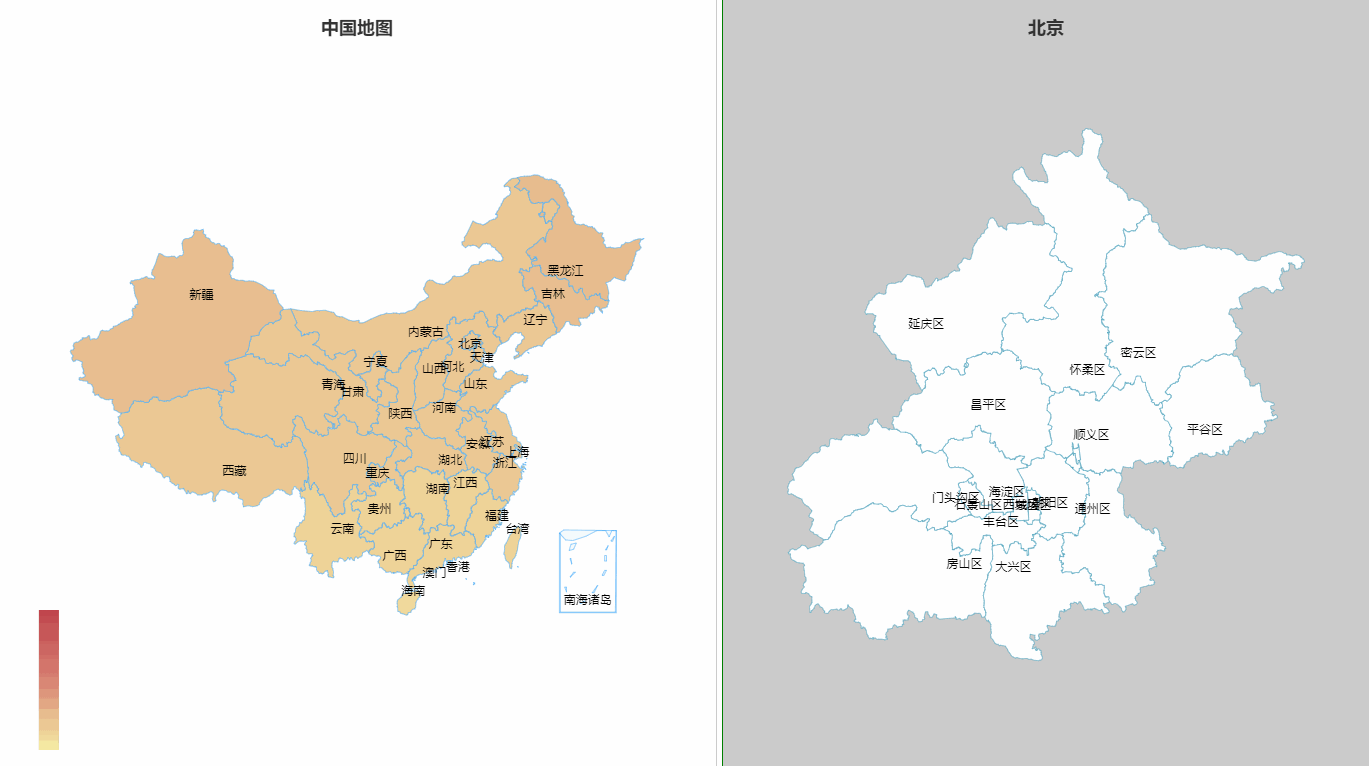 中国地图
黑龙江
吉林
新疆
辽宁
内蒙古
北京
天津
宁夏
山西
河北
青海
甘肃
山东
陕西
河南
安徽
江苏
上海
四川
湖北
浙江
西藏
重庆
江西
湖南
贵州
福建
云南
台湾
广东
广西
香港
澳门
海南
南海诸岛
北京
延庆区
密云区
怀柔区
昌平区
平谷区
顺义区
海淀区
门头沟区
石景山区
西城区
朝阳区
通州区
丰台区
房山区
大兴区